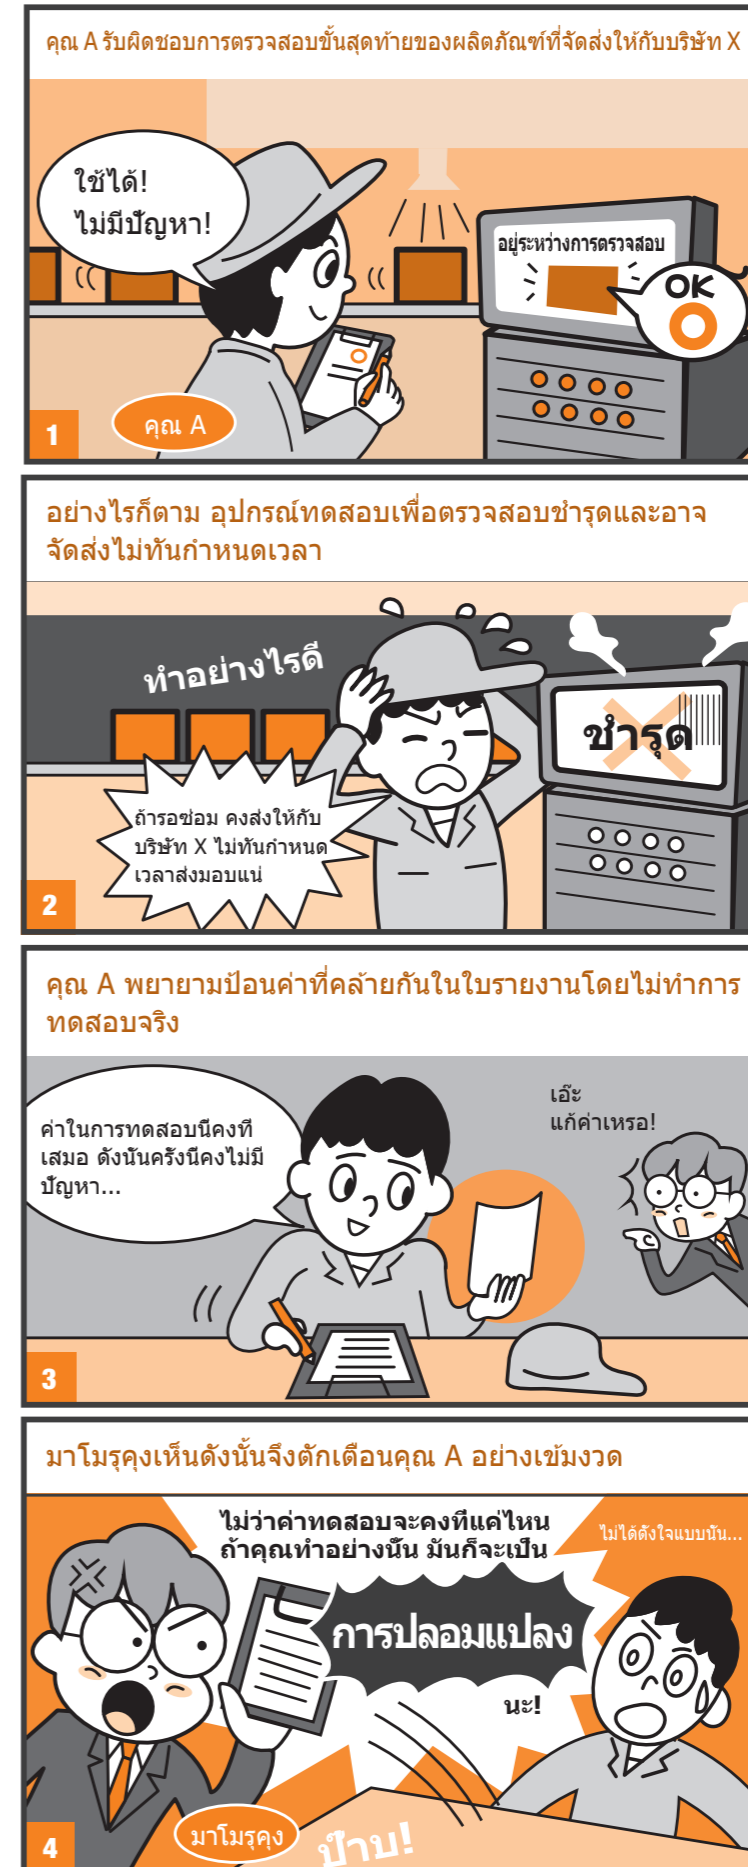 คุณ A รับผิดชอบการตรวจสอบขั้นสุดท้ายของผลิตภัณฑ์ที่จัดส่งให้กับบริษัท X
ใช้ได้!
ไม่มีปัญหา!
อยู่ระหว่างการตรวจสอบ
OK
คุณ A
1
อย่างไรก็ตาม อุปกรณ์ทดสอบเพื่อตรวจสอบชำรุดและอาจ
จัดส่งไม่ทันกำหนดเวลา
ทำอย่างไรดี
ชำรุด
ถ้ารอซ่อม คงส่งให้กับ
บริษัท X ไม่ทันกำหนด
เวลาส่งมอบแน่
2
คุณ A พยายามป้อนค่าที่คล้ายกันในใบรายงานโดยไม่ทำการ
ทดสอบจริง
ค่าในการทดสอบนี้คงที่
เสมอ ดังนั้นครั้งนี้คงไม่มี
ปัญหา...
เอ๊ะ
แก้ค่าเหรอ!
3
มาโมรุคุงเห็นดังนั้นจึงตักเตือนคุณ A อย่างเข้มงวด
ไม่ว่าค่าทดสอบจะคงที่แค่ไหน
ถ้าคุณทำอย่างนั้น มันก็จะเป็น
การปลอมแปลง
นะ!
ไม่ได้ตั้งใจแบบนั้น...
มาโมรุคุง
ป้าบ!
4